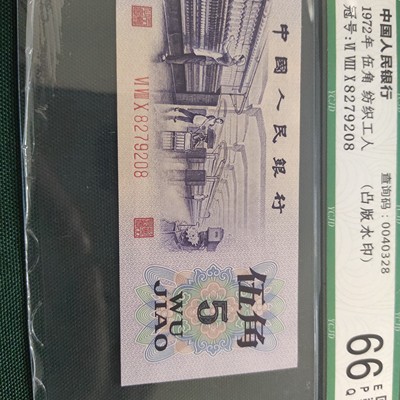 中国人民银行
1972年 伍角 纺织工人
冠号:VI VIII X 8279208
查询码:0040328
(凸版水印)
66
E
P
Q
YCJD
中國人民銀行
VI VIII X 8279208
伍角
5
WU
JIAO